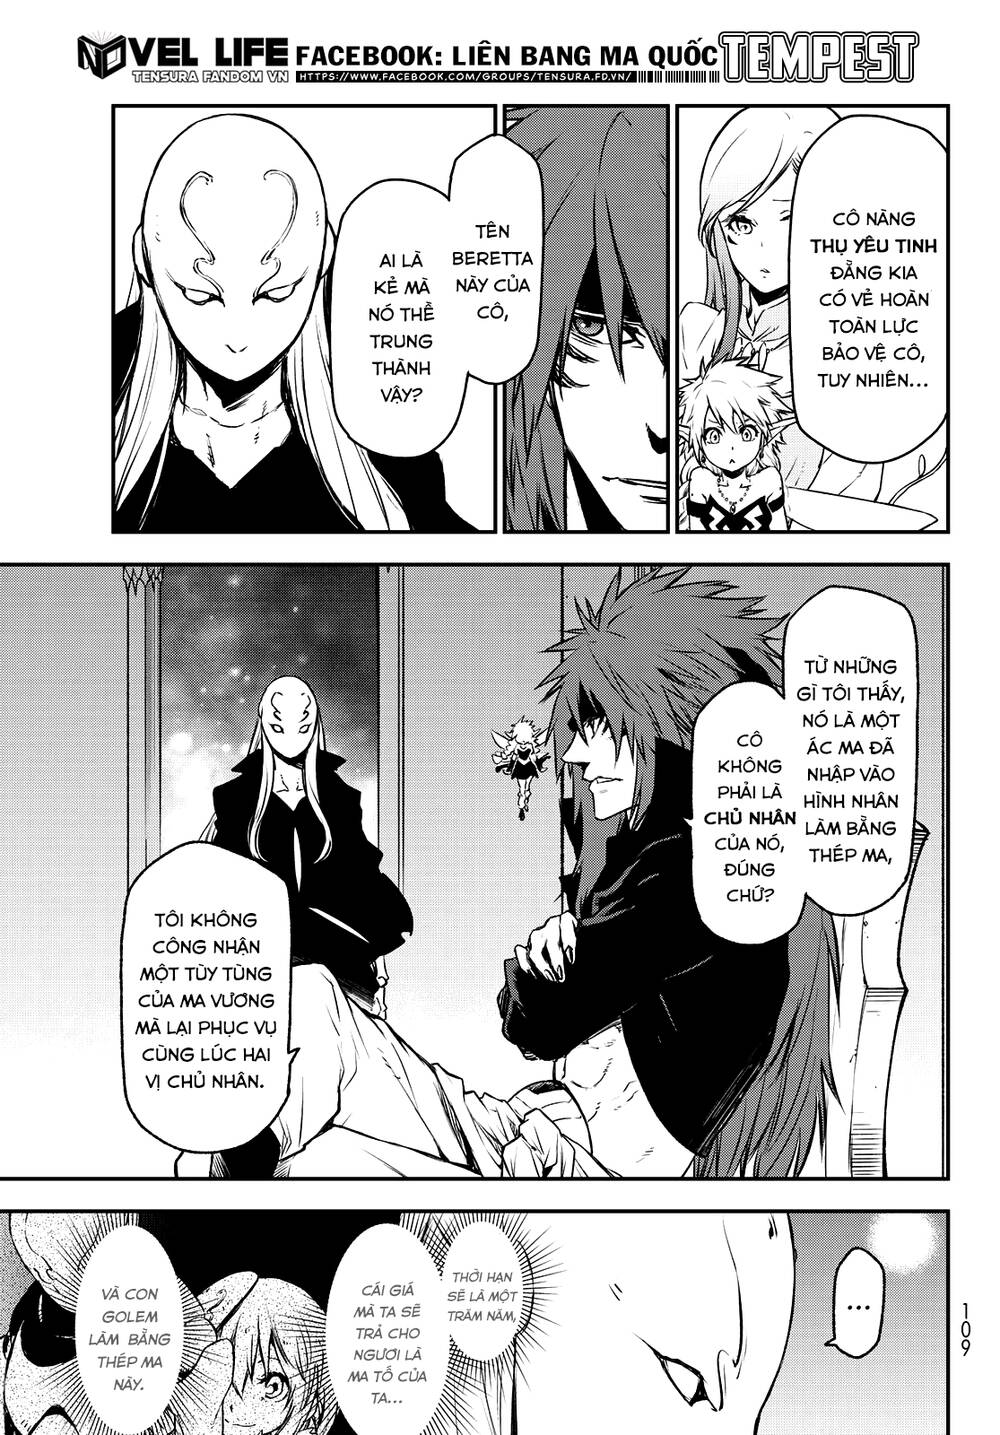 NOVEL LIFE
TENSURA FANDOM VN
FACEBOOK: LIÊN BANG MA QUỐC
HTTPS://WWW.FACEBOOK.COM/GROUPS/TENSURA.FD.VN/
TEMPEST
CÔ NÀNG
THỤ YÊU TINH
ĐẰNG KIA
CÓ VẺ HOÀN
TOÀN LỰC
BẢO VỆ CÔ,
TUY NHIÊN...
TÊN
BERETTA
NÀY CỦA
CÔ,
AI LÀ
KẺ MÀ
NÓ THỀ
TRUNG
THÀNH
VẬY?
TỪ NHỮNG
GÌ TÔI THẤY,
NÓ LÀ MỘT
ÁC MA ĐÃ
NHẬP VÀO
HÌNH NHÂN
LÀM BẰNG
THÉP MA,
CÔ
KHÔNG
PHẢI LÀ
CHỦ NHÂN
CỦA NÓ,
ĐÚNG
CHỨ?
TÔI KHÔNG
CÔNG NHẬN
MỘT TÙY TÙNG
CỦA MA VƯƠNG
MÀ LẠI PHỤC VỤ
CÙNG LÚC HAI
VỊ CHỦ NHÂN.
...
THỜI HẠN
SẼ LÀ MỘT
TRĂM NĂM,
CÁI GIÁ
MÀ TA SẼ
TRẢ CHO
NGƯƠI LÀ
MA TỐ CỦA
TA...
VÀ CON
GOLEM
LÀM BẰNG
THÉP MA
NÀY.
109